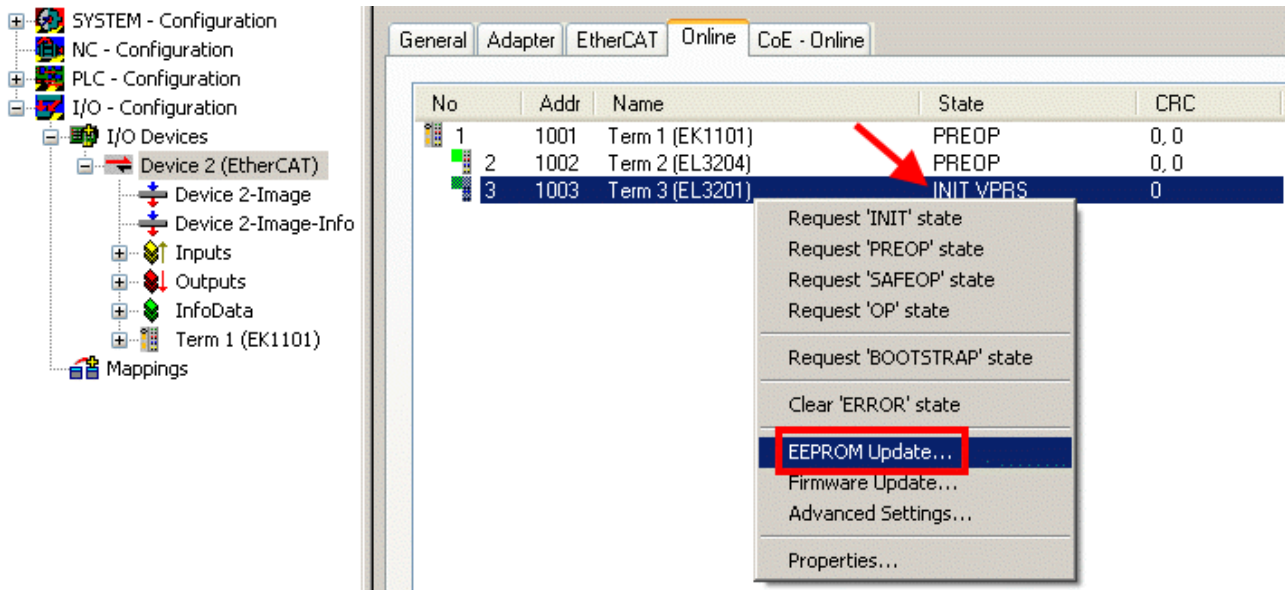 SYSTEM - Configuration
NC - Configuration
PLC - Configuration
I/O - Configuration
I/O Devices
Device 2 (EtherCAT)
Device 2-Image
Device 2-Image-Info
Inputs
Outputs
InfoData
Term 1 (EK1101)
Mappings
General Adapter EtherCAT Online CoE - Online
No Addr Name State CRC
1 1001 Term 1 (EK1101) PREOP 0, 0
2 1002 Term 2 (EL3204) PREOP 0, 0
3 1003 Term 3 (EL3201) INIT VPRS 0
Request 'INIT' state
Request 'PREOP' state
Request 'SAFEOP' state
Request 'OP' state
Request 'BOOTSTRAP' state
Clear 'ERROR' state
EEPROM Update...
Firmware Update...
Advanced Settings...
Properties...